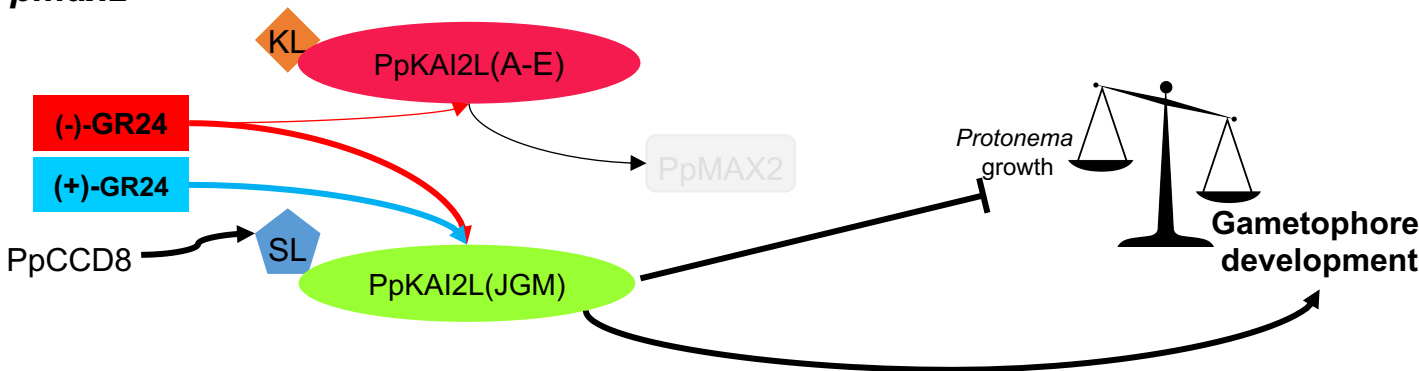 KL
PpKAI2L(A-E)
(-)-GR24
PpMAX2
Protonema
growth
(+)-GR24
SL
PpCCD8
PpKAI2L(JGM)
Gametophore
development